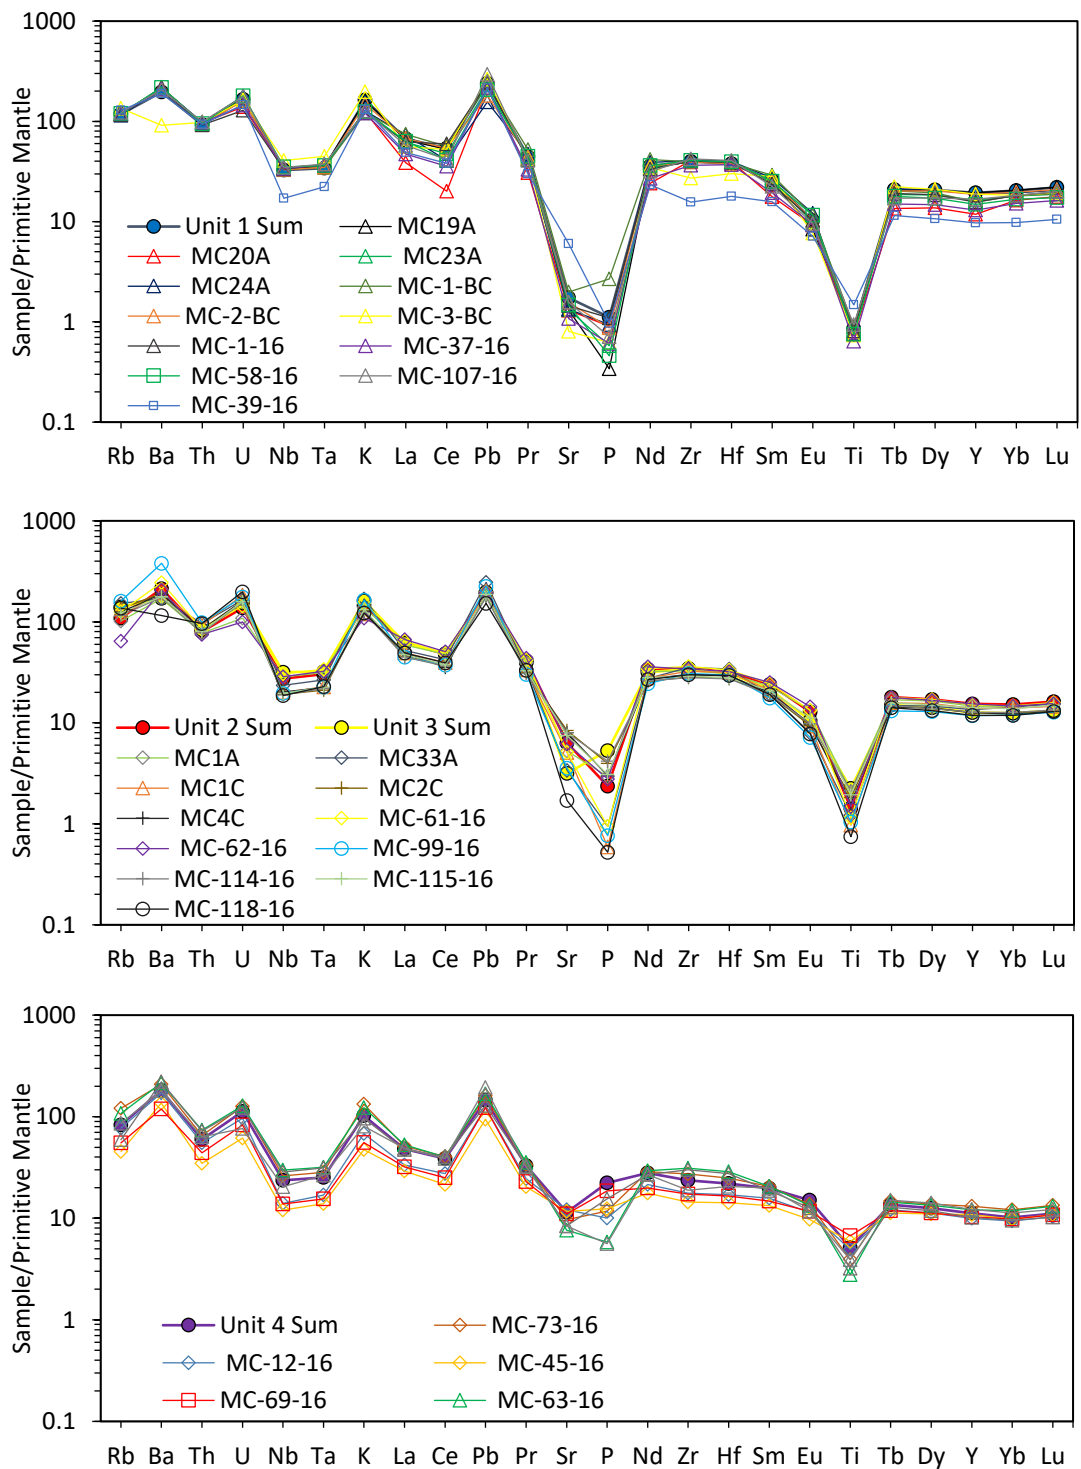 1000
100
10
1
0.1
Sample/Primitive Mantle
Unit 1 Sum MC19A
MC20A MC23A
MC24A MC-1-BC
MC-2-BC MC-3-BC
MC-1-16 MC-37-16
MC-58-16 MC-107-16
MC-39-16
Rb Ba Th U Nb Ta K La Ce Pb Pr Sr P Nd Zr Hf Sm Eu Ti Tb Dy Y Yb Lu
1000
100
10
1
0.1
Sample/Primitive Mantle
Unit 2 Sum Unit 3 Sum
MC1A MC33A
MC1C MC2C
MC4C MC-61-16
MC-62-16 MC-99-16
MC-114-16 MC-115-16
MC-118-16
Rb Ba Th U Nb Ta K La Ce Pb Pr Sr P Nd Zr Hf Sm Eu Ti Tb Dy Y Yb Lu
1000
100
10
1
0.1
Sample/Primitive Mantle
Unit 4 Sum MC-73-16
MC-12-16 MC-45-16
MC-69-16 MC-63-16
Rb Ba Th U Nb Ta K La Ce Pb Pr Sr P Nd Zr Hf Sm Eu Ti Tb Dy Y Yb Lu